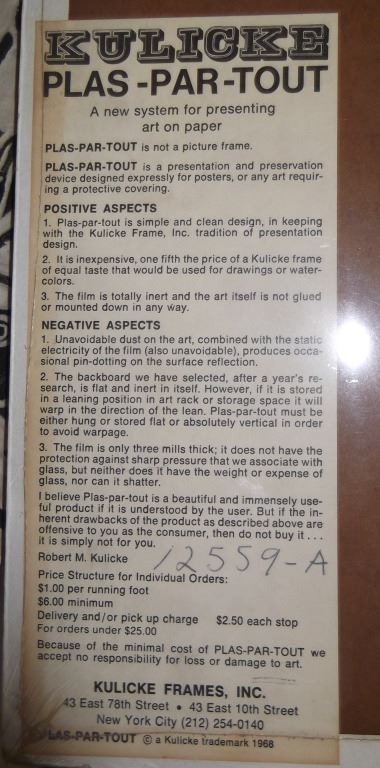 KULICKE
PLAS-PAR-TOUT
A new system for presenting
art on paper
PLAS-PAR-TOUT is not a picture frame.
PLAS-PAR-TOUT is a presentation and preservation
device designed expressly for posters, or any art requir-
ing a protective covering.
POSITIVE ASPECTS
1. Plas-par-tout is simple and clean design, in keeping
with the Kulicke Frame, Inc. tradition of presentation
design.
2. It is inexpensive, one fifth the price of a Kulicke frame
of equal taste that would be used for drawings or water-
colors.
3. The film is totally inert and the art itself is not glued
or mounted down in any way.
NEGATIVE ASPECTS
1. Unavoidable dust on the art, combined with the static
electricity of the film (also unavoidable), produces occa-
sional pin-dotting on the surface reflection.
2. The backboard we have selected, after a year's re-
search, is flat and inert in itself. However, if it is stored
in a leaning position in art rack or storage space it will
warp in the direction of the lean. Plas-par-tout must be
either hung or stored flat or absolutely vertical in order
to avoid warpage.
3. The film is only three mills thick; it does not have the
protection against sharp pressure that we associate with
glass, but neither does it have the weight or expense of
glass, nor can it shatter.
I believe Plas-par-tout is a beautiful and immensely use-
ful product if it is understood by the user. But if the in-
herent drawbacks of the product as described above are
offensive to you as the consumer, then do not buy it...
it is simply not for you.
Robert M. Kulicke
12559-A
Price Structure for Individual Orders:
$1.00 per running foot
$6.00 minimum
Delivery and/or pick up charge $2.50 each stop
For orders under $25.00
Because of the minimal cost of PLAS-PAR-TOUT we
accept no responsibility for loss or damage to art.
KULICKE FRAMES, INC.
43 East 78th Street • 43 East 10th Street
New York City (212) 254-0140
PLAS-PAR-TOUT © a Kulicke trademark 1968